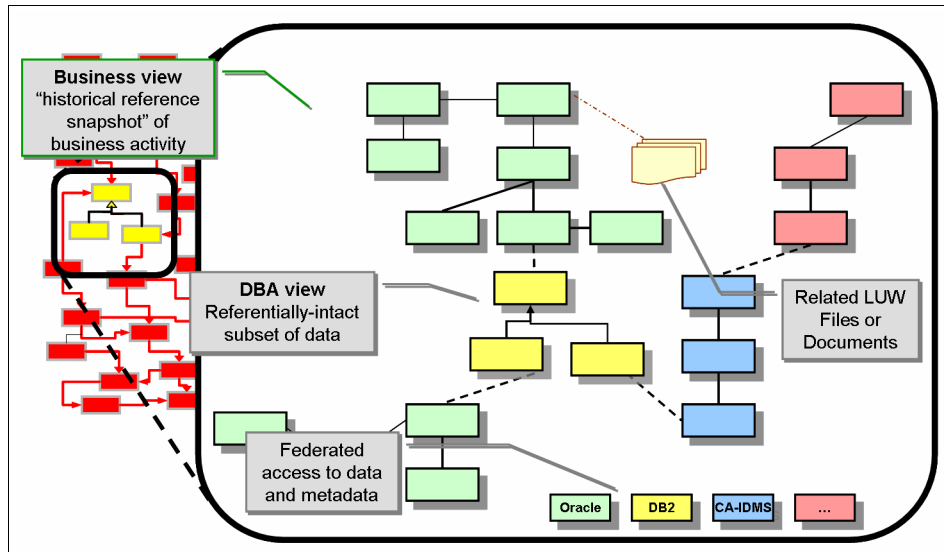 Business view
“historical reference
snapshot” of
business activity
DBA view
Referentially-intact
subset of data
Related LUW
Files or
Documents
Federated
access to data
and metadata
Oracle
DB2
CA-IDMS
...